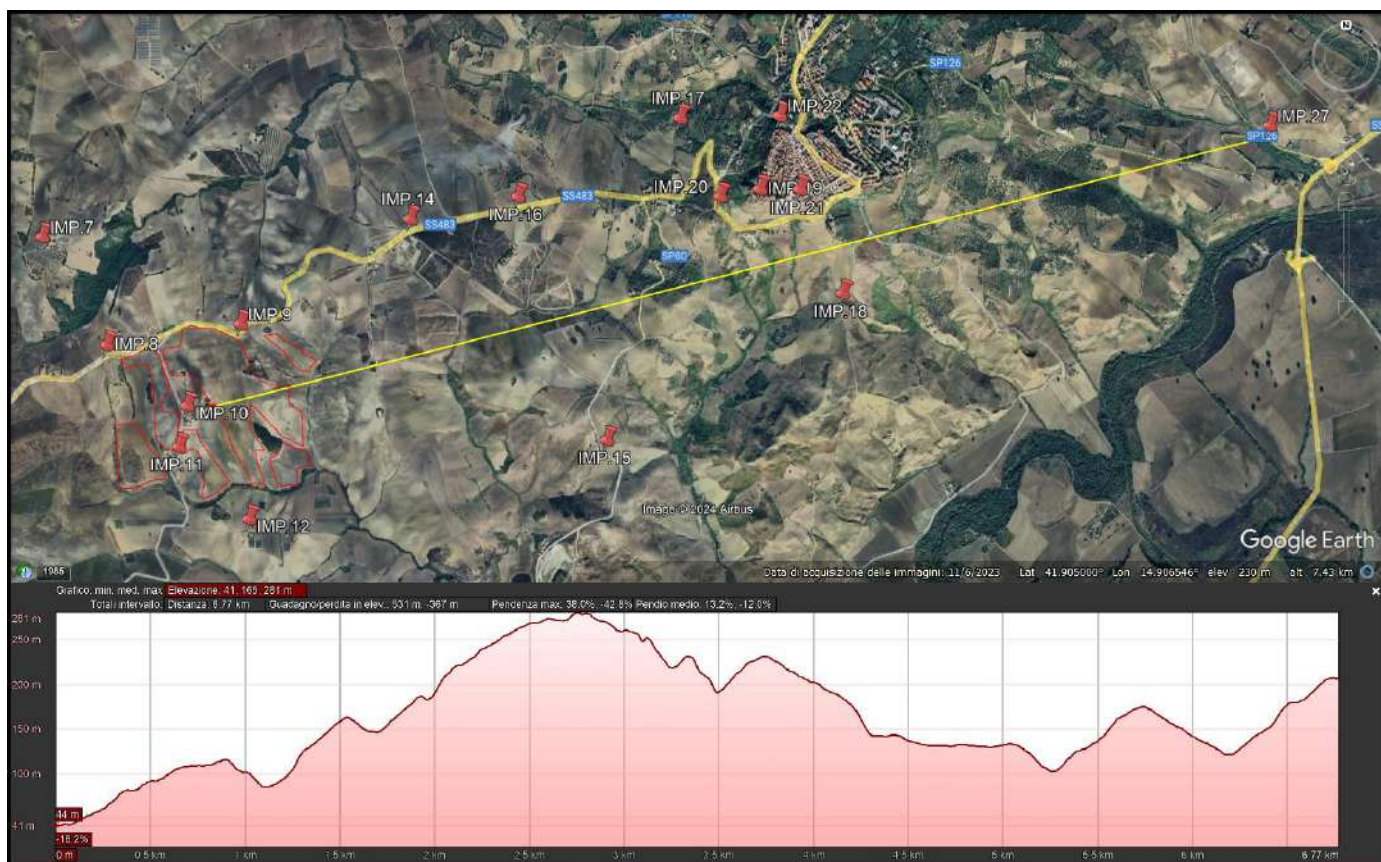 N
SP126
IMP.17
IMP.22
IMP.27
SP126
IMP.14
IMP.16
SS483
IMP.20
IMP.19
IMP.21
IMP.7
SS483
SP80
IMP.18
IMP.9
IMP.8
IMP.10
IMP.11
IMP.15
IMP.12
Image © 2024 Airbus
Google Earth
1985
Data di acquisizione delle immagini: 11/6/2023 Lat 41.905000° Lon 14.906546° elev 230 m alt 7.43 km
Grafico: min, med, max Elevazione: 41, 165, 281 m
Totali intervallo: Distanza: 6.77 km Guadagno/perdita in elev.: 531 m, -367 m Pendenza max: 38.0%, -42.8% Pendio medio: 13.2%, -12.0%
281 m
250 m
200 m
150 m
100 m
44 m
41 m
-18.2%
0 m 0.5 km 1 km 1.5 km 2 km 2.5 km 3 km 3.5 km 4 km 4.5 km 5 km 5.5 km 6 km 6.77 km